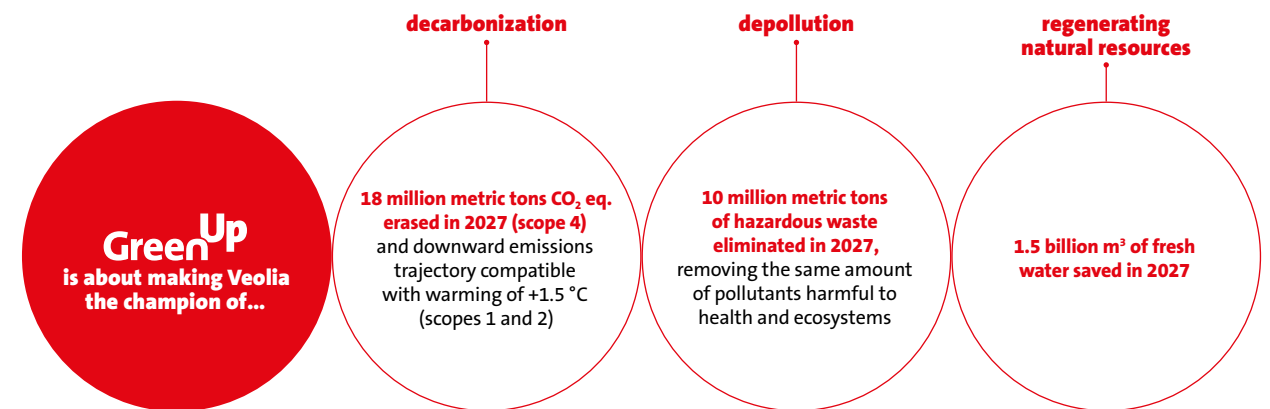 decarbonization
depollution
regenerating
natural resources
GreenUp
is about making Veolia
the champion of...
18 million metric tons CO₂ eq.
erased in 2027 (scope 4)
and downward emissions
trajectory compatible
with warming of +1.5 °C
(scopes 1 and 2)
10 million metric tons
of hazardous waste
eliminated in 2027,
removing the same amount
of pollutants harmful to
health and ecosystems
1.5 billion m³ of fresh
water saved in 2027